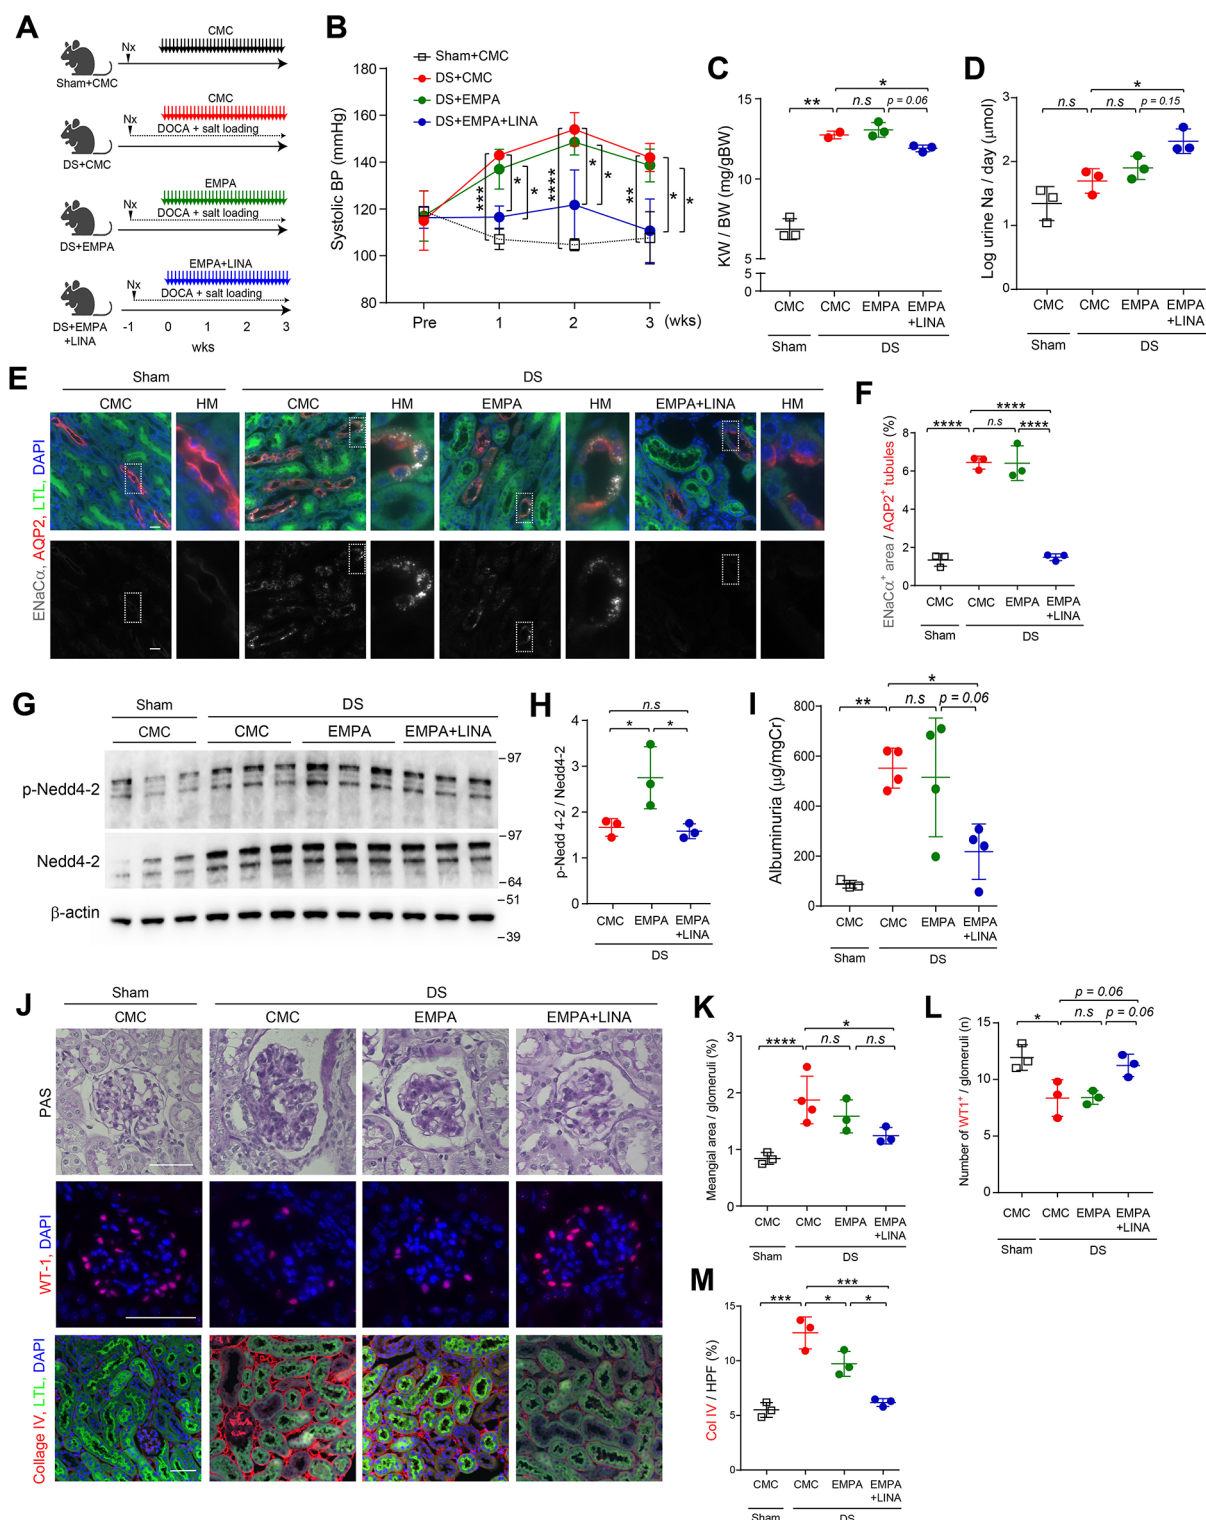 A
Nx
CMC
Sham+CMC
CMC
Nx
DOCA + salt loading
DS+CMC
EMPA
Nx
DOCA + salt loading
DS+EMPA
EMPA+LINA
Nx
DOCA + salt loading
DS+EMPA
+LINA
-1 0 1 2 3
wks
B
Sham+CMC
DS+CMC
DS+EMPA
DS+EMPA+LINA
Systolic BP (mmHg)
180
160
140
120
100
80
**** * *
**** * *
** * *
Pre 1 2 3 (wks)
C
KW / BW (mg/gBW)
*
** n.s p = 0.06
15
10
5
5
0
CMC CMC EMPA EMPA
+LINA
Sham DS
D
Log urine Na / day (μmol)
*
n.s n.s p = 0.15
3
2
1
0
CMC CMC EMPA EMPA
+LINA
Sham DS
E
Sham DS
CMC HM CMC HM EMPA HM EMPA+LINA HM
ENaCα, AQP2, LTL, DAPI
F
ENaCα+ area / AQP2+ tubules (%)
****
**** n.s ****
8
6
4
2
0
CMC CMC EMPA EMPA
+LINA
Sham DS
G
Sham DS
CMC CMC EMPA EMPA+LINA
p-Nedd4-2
–97
Nedd4-2
–97
–64
β-actin
–51
–39
H
p-Nedd 4-2 / Nedd4-2
n.s
* *
4
3
2
1
0
CMC EMPA EMPA
+LINA
DS
I
Albuminuria (μg/mgCr)
*
** n.s p = 0.06
800
600
400
200
0
CMC CMC EMPA EMPA
+LINA
Sham DS
J
Sham DS
CMC CMC EMPA EMPA+LINA
PAS
WT-1, DAPI
Collage IV, LTL, DAPI
K
Meangial area / glomeruli (%)
*
**** n.s n.s
3
2
1
0
CMC CMC EMPA EMPA
+LINA
Sham DS
L
Number of WT1+ / glomeruli (n)
p = 0.06
* n.s p = 0.06
15
10
5
0
CMC CMC EMPA EMPA
+LINA
Sham DS
M
Col IV / HPF (%)
***
*** * *
15
10
5
0
CMC CMC EMPA EMPA
+LINA
Sham DS